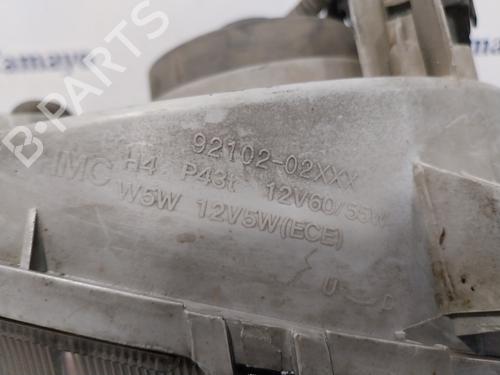 92102-02XXX
HMC H4 P43t 12V60/55W
W5W 12V5W(ECE)
U D
B-PARTS